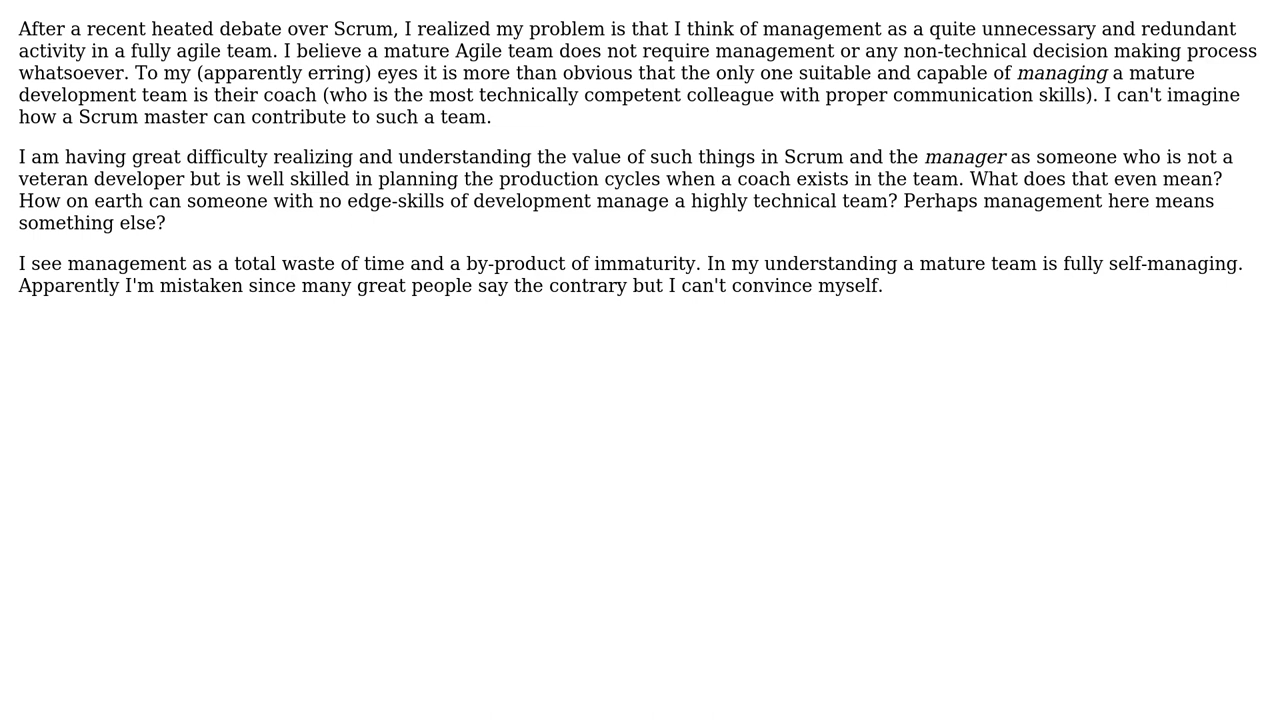 After a recent heated debate over Scrum, I realized my problem is that I think of management as a quite unnecessary and redundant
activity in a fully agile team. I believe a mature Agile team does not require management or any non-technical decision making process
whatsoever. To my (apparently erring) eyes it is more than obvious that the only one suitable and capable of managing a mature
development team is their coach (who is the most technically competent colleague with proper communication skills). I can't imagine
how a Scrum master can contribute to such a team.
I am having great difficulty realizing and understanding the value of such things in Scrum and the manager as someone who is not a
veteran developer but is well skilled in planning the production cycles when a coach exists in the team. What does that even mean?
How on earth can someone with no edge-skills of development manage a highly technical team? Perhaps management here means
something else?
I see management as a total waste of time and a by-product of immaturity. In my understanding a mature team is fully self-managing.
Apparently I'm mistaken since many great people say the contrary but I can't convince myself.